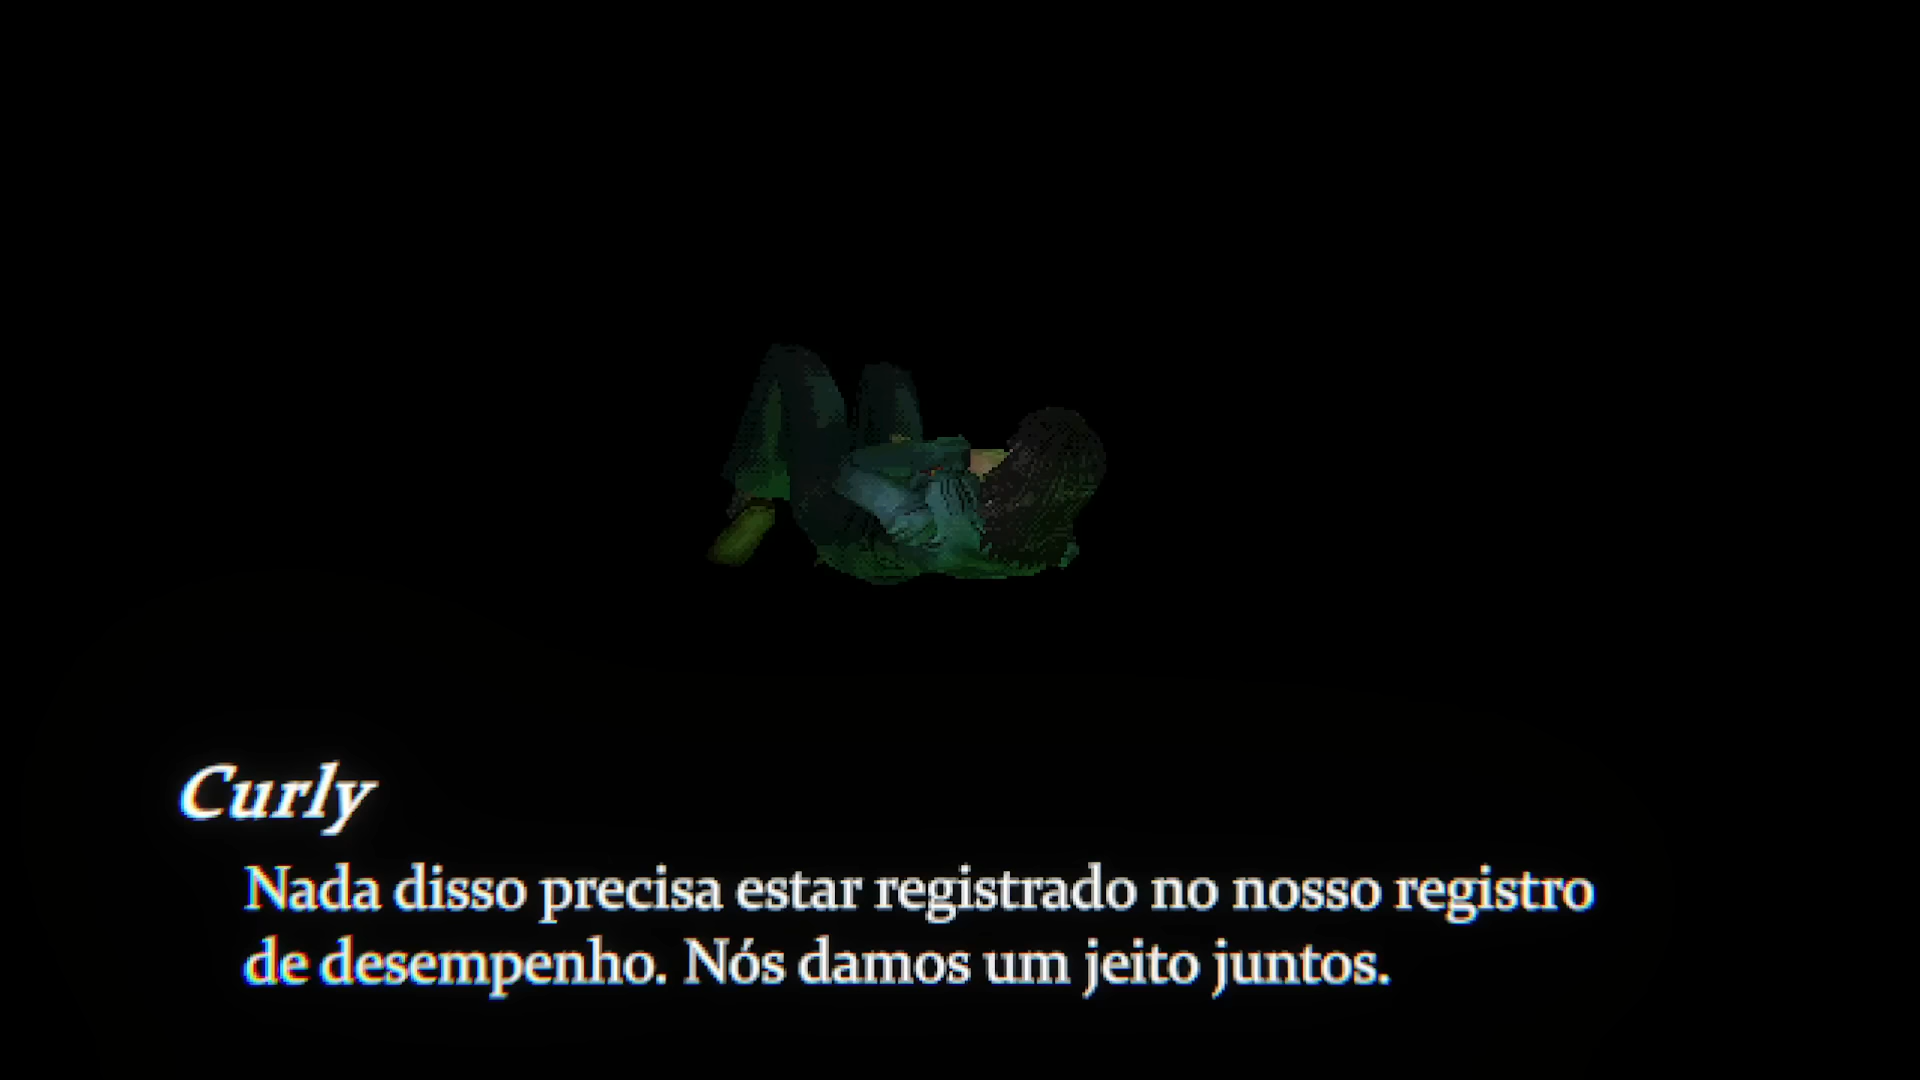 Curly
Nada disso precisa estar registrado no nosso registro
de desempenho. Nós damos um jeito juntos.